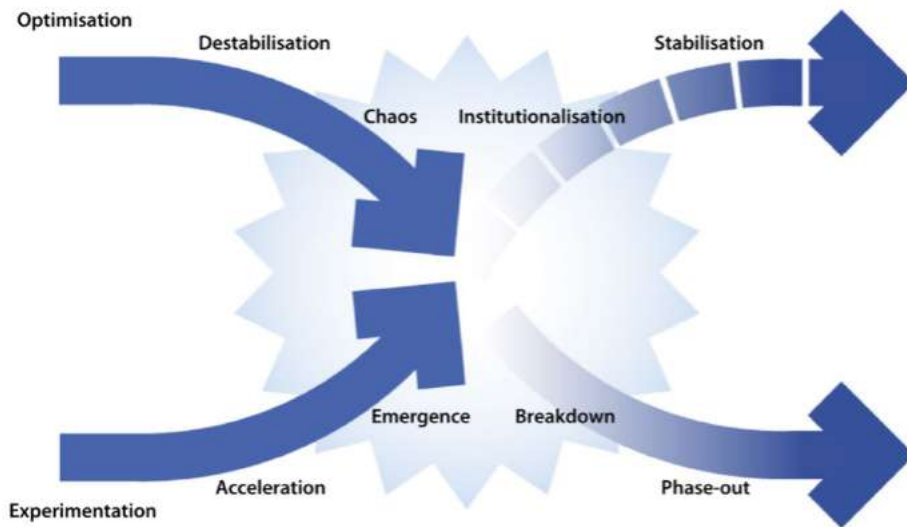 Optimisation
Destabilisation
Stabilisation
Chaos
Institutionalisation
Emergence
Breakdown
Acceleration
Phase-out
Experimentation